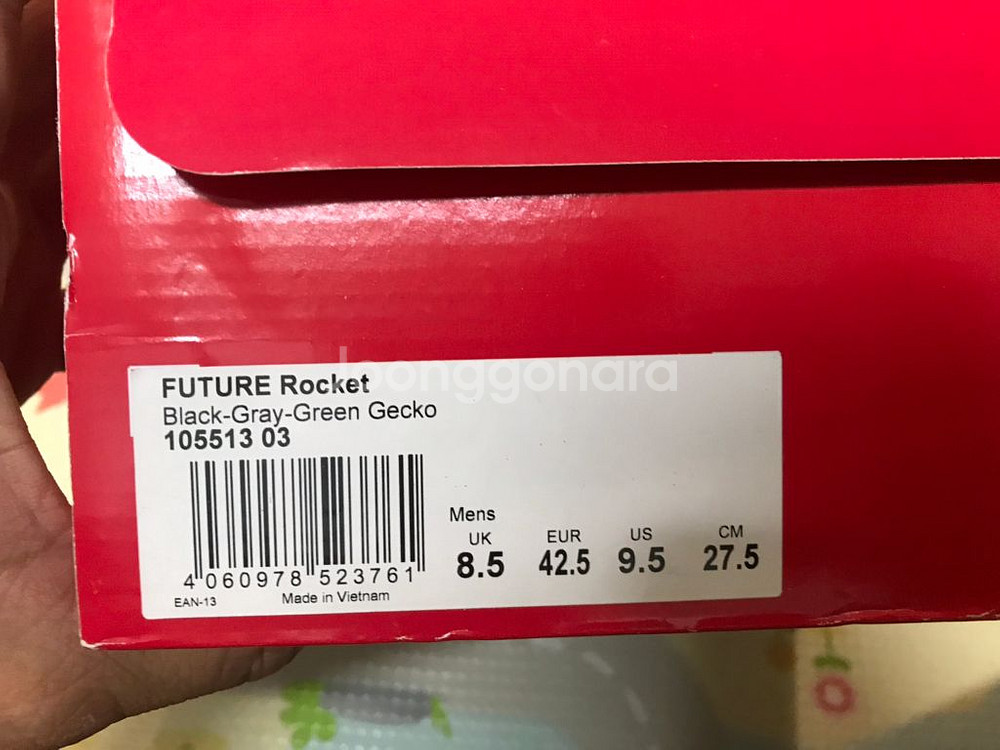 Joonggonara
FUTURE Rocket
Black-Gray-Green Gecko
105513 03
Mens
UK EUR US CM
8.5 42.5 9.5 27.5
4 060978 523761
EAN-13 Made in Vietnam